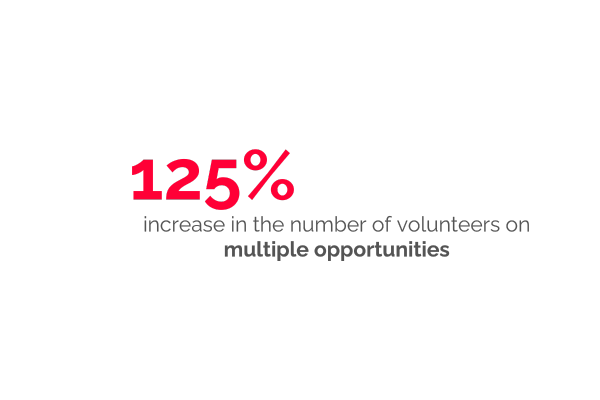 125%
increase in the number of volunteers on
multiple opportunities